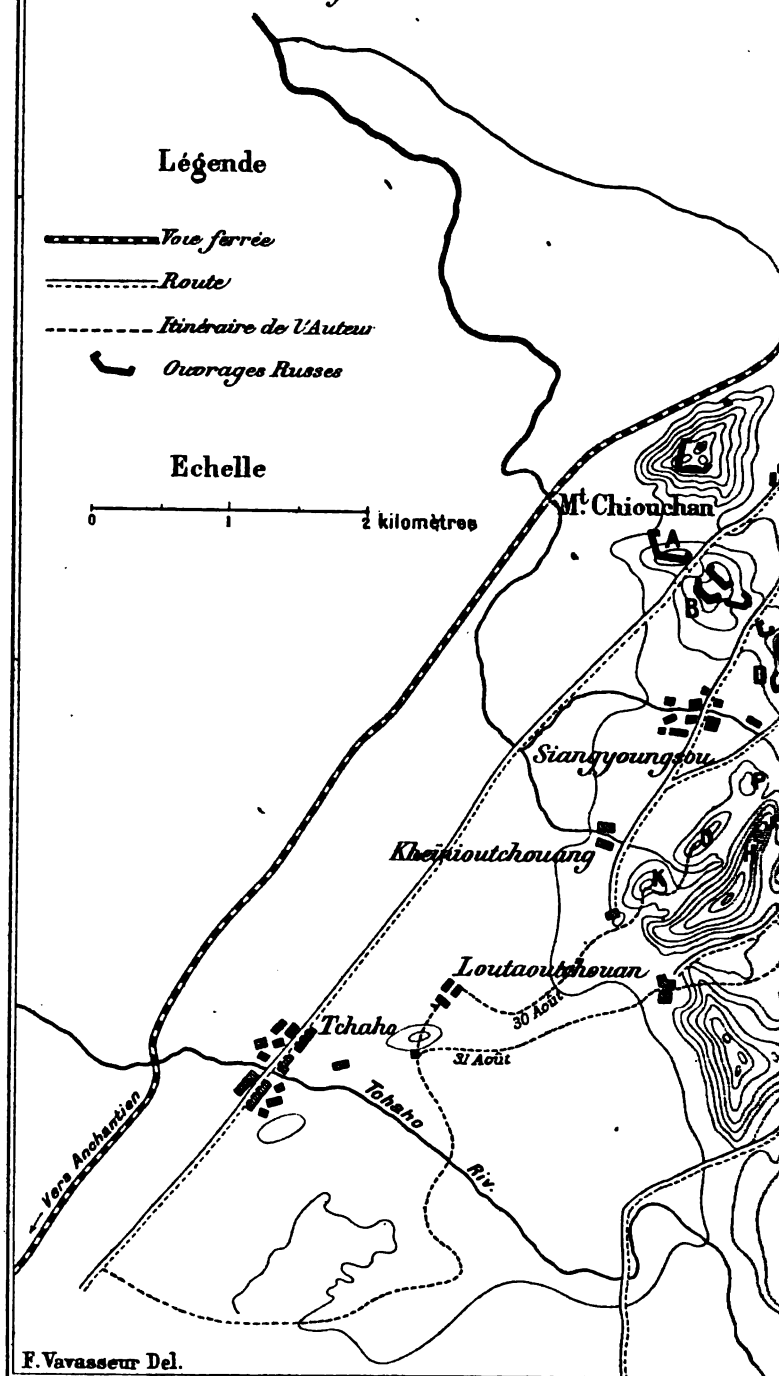 Légende
Voie ferrée
Route
Itinéraire de l'Auteur
Ouvrages Russes
Echelle
0 1 2 kilomètres
Mt. Chiouchan
A
B
D
Siangyoungsou
P
O
H
Kheïnioutchouang
K
Loutaoutchouan
30 Août
Tchaho
31 Août
Tchaho Riv.
← Vers Anchantien
F. Vavasseur Del.